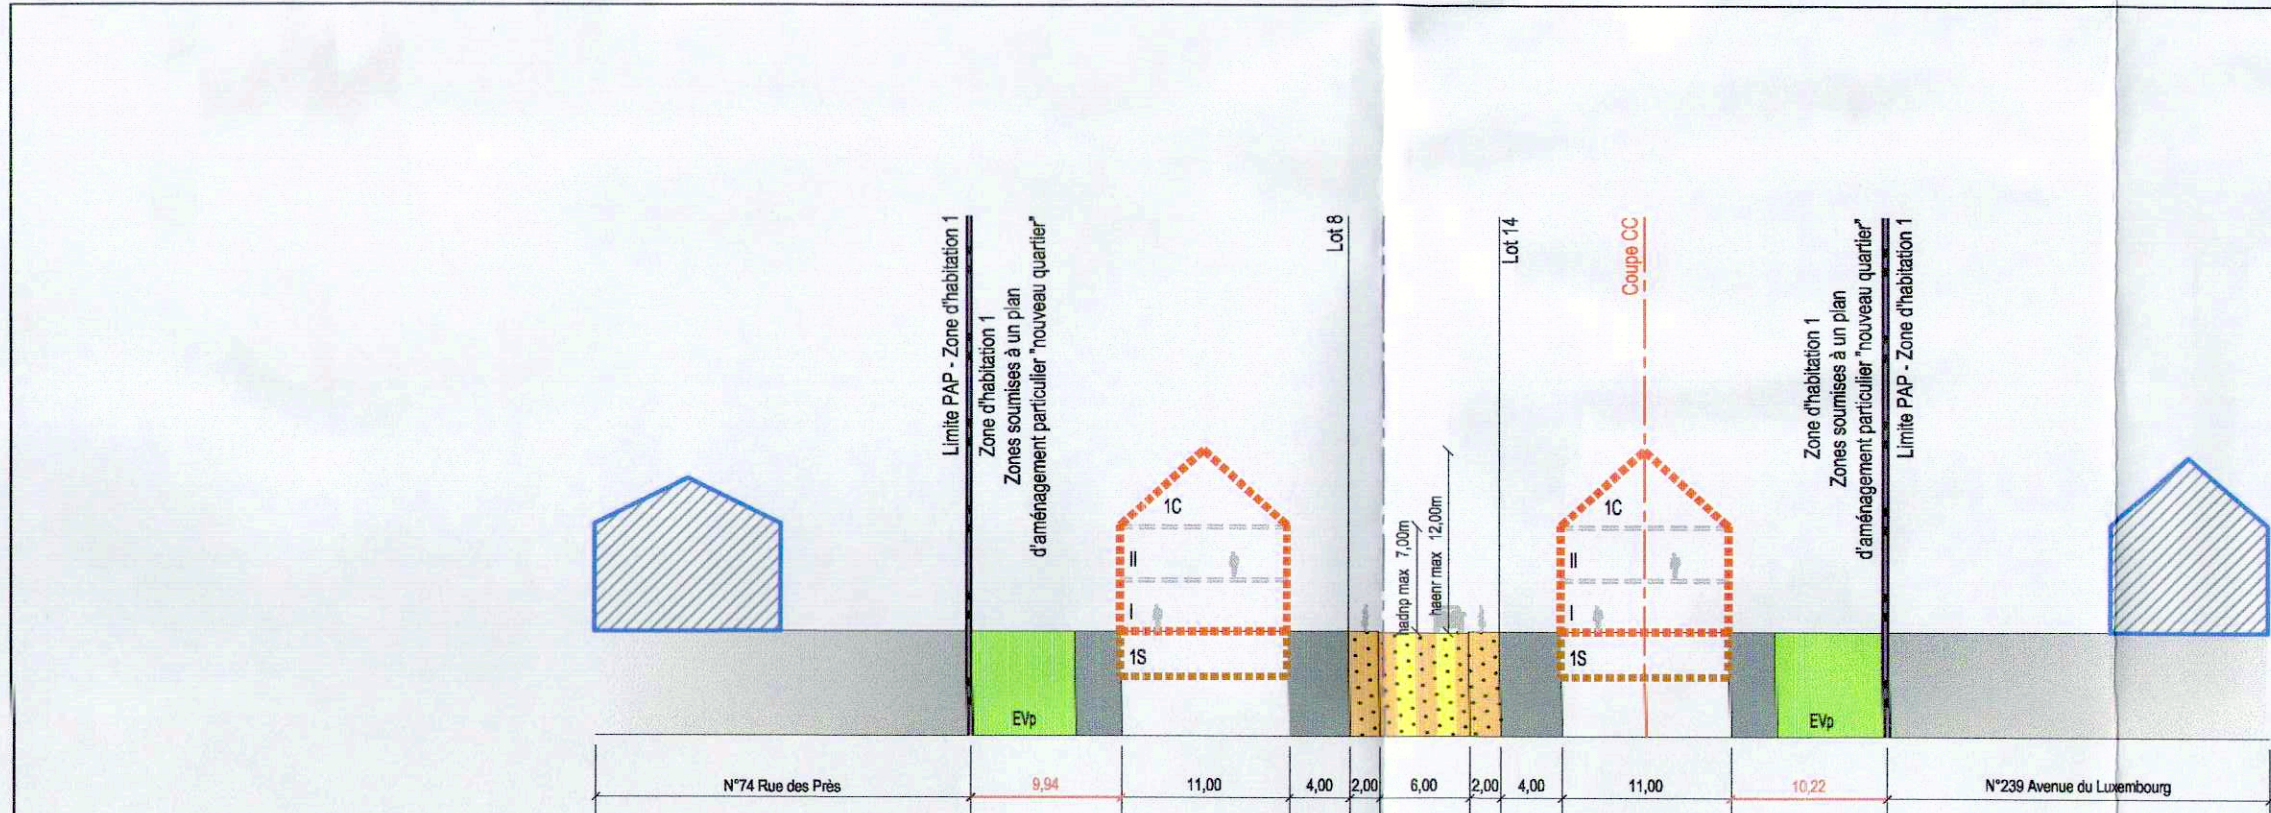 Limite PAP - Zone d'habitation 1
Zone d'habitation 1
Zones soumises à un plan
d'aménagement particulier "nouveau quartier"
Lot 8
Lot 14
Coupe CC
Zone d'habitation 1
Zones soumises à un plan
d'aménagement particulier "nouveau quartier"
Limite PAP - Zone d'habitation 1
1C
II
I
1S
hadnp max 7,00m
haenr max 12,00m
1C
II
I
1S
EVp
EVp
N°74 Rue des Près
9,94
11,00
4,00
2,00
6,00
2,00
4,00
11,00
10,22
N°239 Avenue du Luxembourg